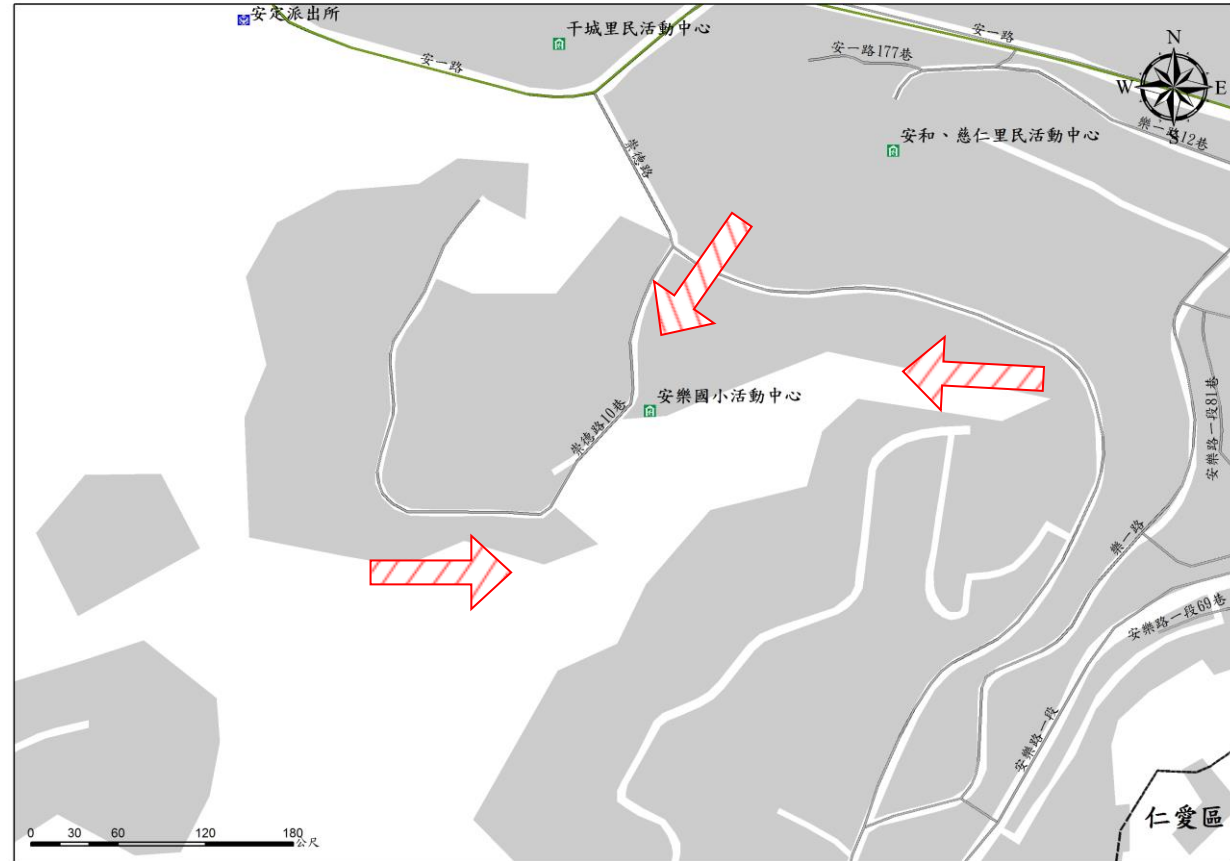 安定派出所
干城里民活動中心
安一路
安一路
安一路177巷
N
W
E
S
樂一路12巷
安和、慈仁里民活動中心
崇德路
安樂國小活動中心
崇德路10巷
安樂路一段81巷
樂一路
安樂路一段69巷
安樂路一段
仁愛區
0 30 60 120 180
公尺